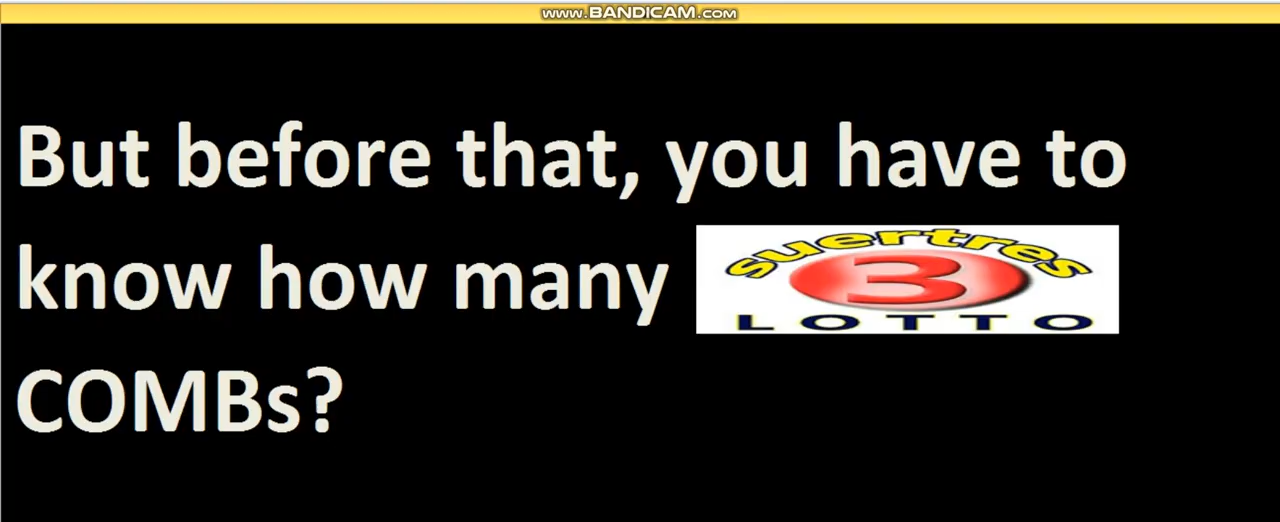 www.BANDICAM.com
But before that, you have to
know how many suertres 3 LOTTO
COMBs?